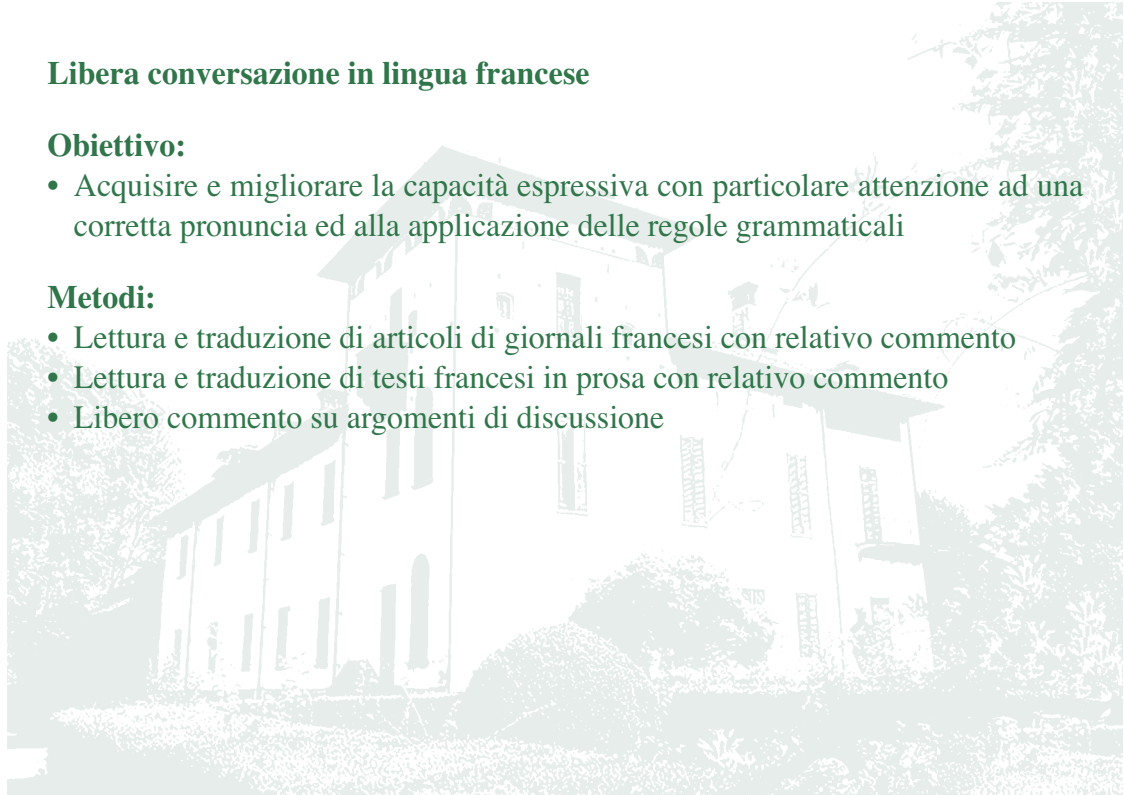 Libera conversazione in lingua francese
Obiettivo:
• Acquisire e migliorare la capacità espressiva con particolare attenzione ad una
corretta pronuncia ed alla applicazione delle regole grammaticali
Metodi:
• Lettura e traduzione di articoli di giornali francesi con relativo commento
• Lettura e traduzione di testi francesi in prosa con relativo commento
• Libero commento su argomenti di discussione